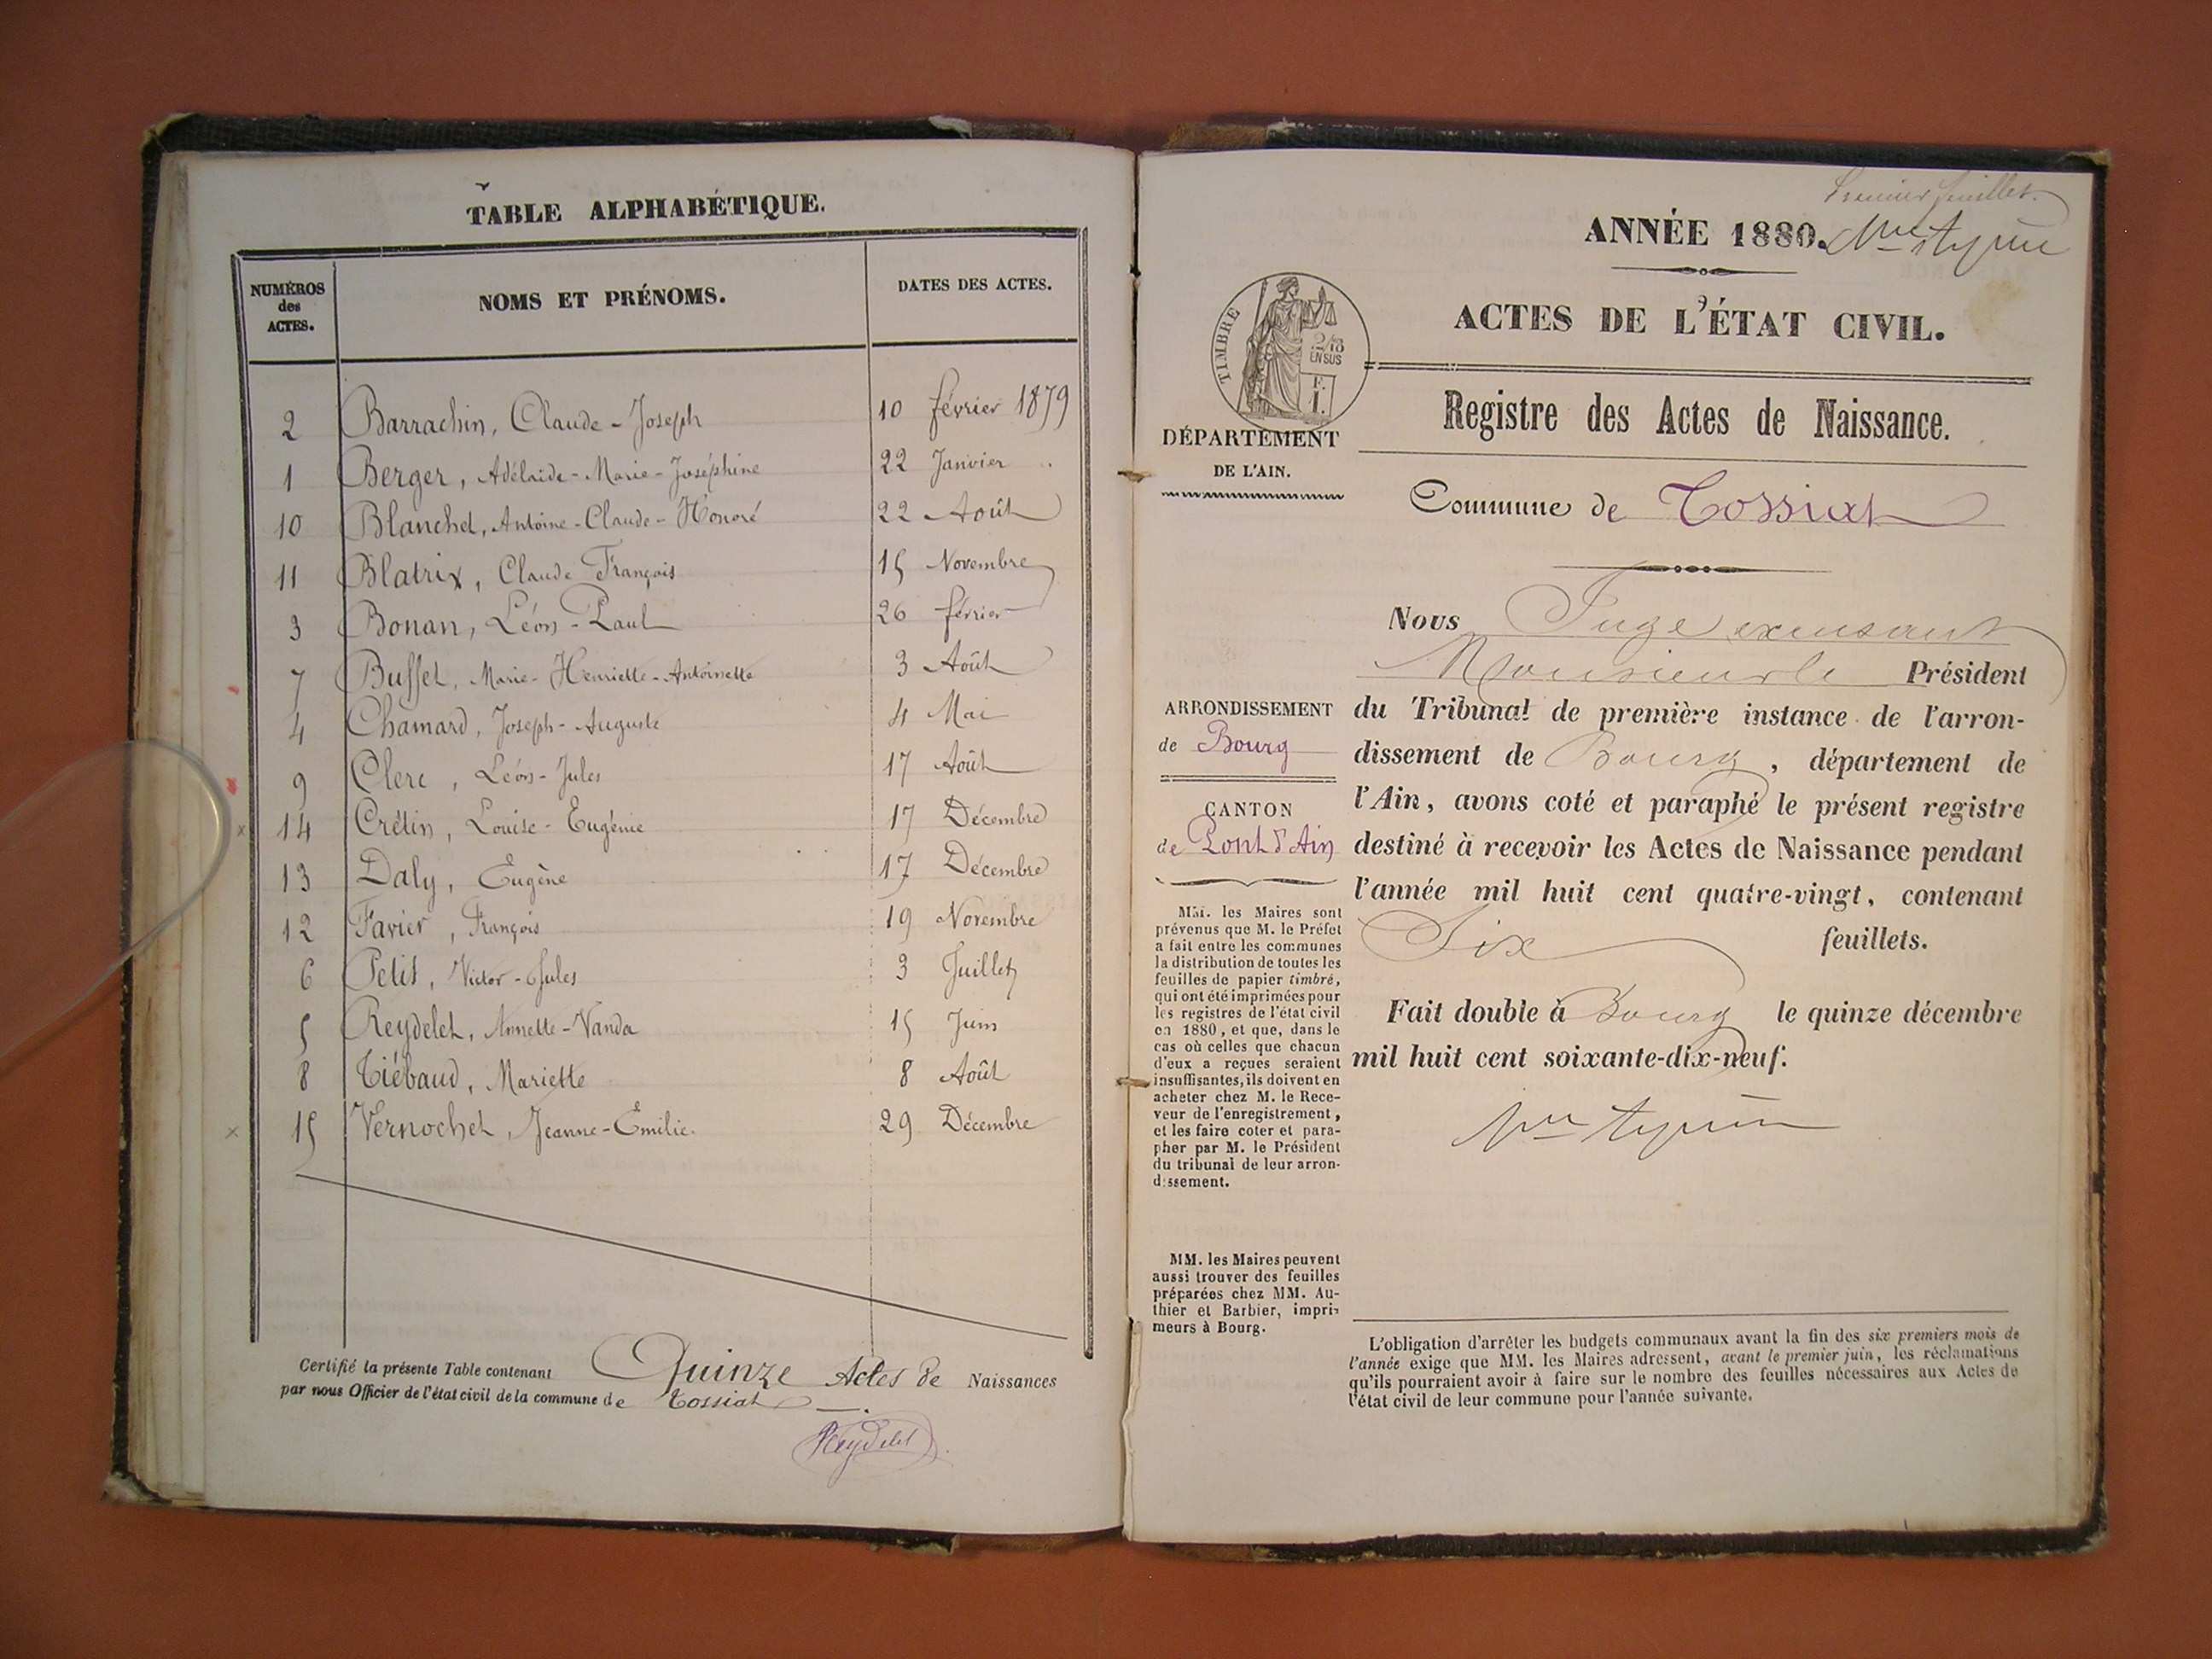 TABLE ALPHABÉTIQUE.
NUMÉROS
des
ACTES.
NOMS ET PRÉNOMS.
DATES DES ACTES.
2 Barrachin, Claude-Joseph 10 février 1879
1 Berger, Adélaide-Marie-Joséphine 22 Janvier
10 Blanchet, Antoine-Claude-Honoré 22 Août
11 Blatrix, Claude François 15 Novembre
3 Bonan, Léon-Paul 26 février
7 Buffet, Marie-Henriette-Antoinette 3 Août
4 Chamard, Joseph-Auguste 4 Mai
9 Clerc, Léon-Jules 17 Août
14 Crétin, Louise-Eugénie 17 Décembre
13 Daly, Eugène 17 Décembre
12 Favier, François 19 Novembre
6 Petit, Victor-Jules 3 Juillet
5 Reydelet, Annette-Vanda 15 Juin
8 Tiébaud, Mariette 8 Août
15 Vernochet, Jeanne-Emilie. 29 Décembre
Certifié la présente Table contenant Quinze Actes de Naissances
par nous Officier de l'état civil de la commune de Tossiat
Reydelet
Premier feuillet.
ANNÉE 1880.
ACTES DE L'ÉTAT CIVIL.
TIMBRE
2/10
EN SUS
Registre des Actes de Naissance.
DÉPARTEMENT
DE L'AIN.
Commune de Tossiat
Nous Juge
Monsieur le Président
du Tribunal de première instance de l'arron-
dissement de Bourg, département de
l'Ain, avons coté et paraphé le présent registre
destiné à recevoir les Actes de Naissance pendant
l'année mil huit cent quatre-vingt, contenant
Six feuillets.
Fait double à Bourg le quinze décembre
mil huit cent soixante-dix-neuf.
ARRONDISSEMENT
de Bourg
CANTON
de Pont d'Ain
MM. les Maires sont
prévenus que M. le Préfet
a fait entre les communes
la distribution de toutes les
feuilles de papier timbré,
qui ont été imprimées pour
les registres de l'état civil
en 1880, et que, dans le
cas où celles que chacun
d'eux a reçues seraient
insuffisantes, ils doivent en
acheter chez M. le Rece-
veur de l'enregistrement,
et les faire coter et para-
pher par M. le Président
du tribunal de leur arron-
dissement.
MM. les Maires peuvent
aussi trouver des feuilles
préparées chez MM. Au-
thier et Barbier, impri-
meurs à Bourg.
L'obligation d'arrêter les budgets communaux avant la fin des six premiers mois de
l'année exige que MM. les Maires adressent, avant le premier juin, les réclamations
qu'ils pourraient avoir à faire sur le nombre des feuilles nécessaires aux Actes de
l'état civil de leur commune pour l'année suivante.